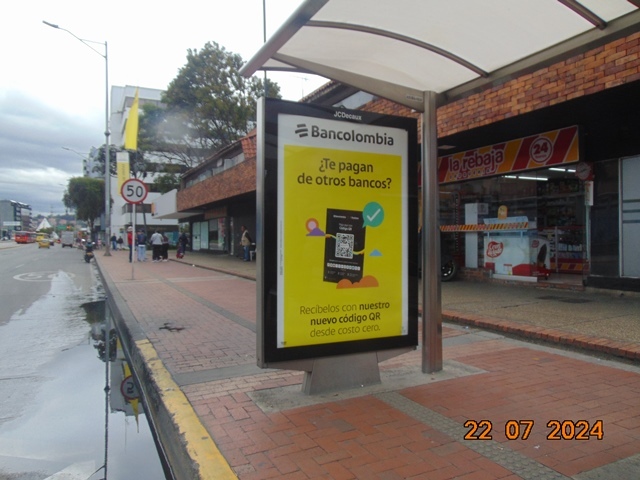 JCDecaux
Bancolombia
¿Te pagan
de otros bancos?
Recíbelos con nuestro
nuevo código QR
desde costo cero.
50
la rebaja
24
22 07 2024